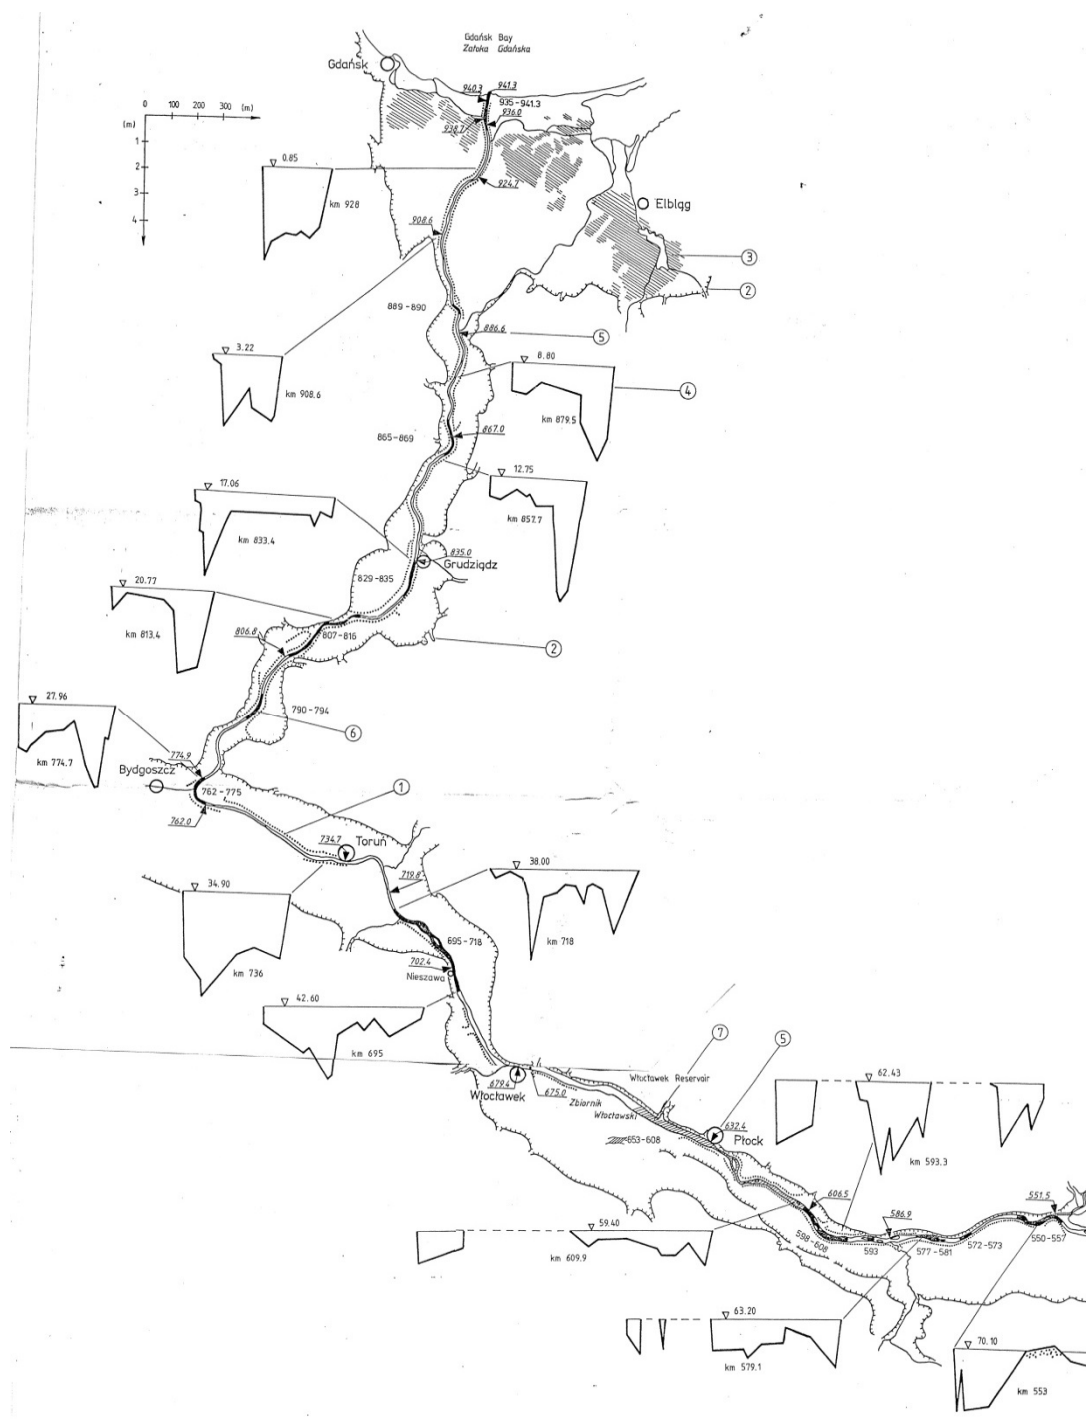 Gdańsk Bay
Zatoka Gdańska
Gdańsk
940.3
941.3
935-941.3
936.0
938.7
0 100 200 300 (m)
(m)
1
2
3
4
0.85
km 928
924.7
Elbląg
908.6
3
2
889-890
886.6
5
3.22
km 908.6
8.80
4
km 879.5
865-869
867.0
12.75
km 857.7
17.06
km 833.4
835.0
Grudziądz
829-835
20.77
km 813.4
806.8
807-816
2
27.96
790-794
6
km 774.7
774.9
Bydgoszcz
762-775
1
762.0
734.7
Toruń
719.8
38.00
34.90
km 736
km 718
695-718
702.4
Nieszawa
42.60
km 695
7
5
Włocławek Reservoir
679.4
675.0
Włocławek
Zbiornik
Włocławski
62.43
632.4
Płock
653-608
km 593.3
606.5
586.9
551.5
59.40
km 609.9
598-608
593
577-581
572-573
550-557
63.20
km 579.1
70.10
km 553